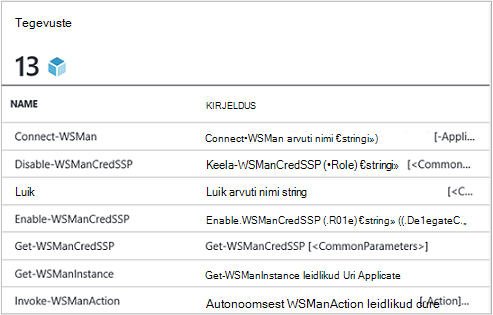 Tegevuste
13
NAME KIRJELDUS
Connect-WSMan Connect•WSMan arvuti nimi €stringi») [-Appli...
Disable-WSManCredSSP Keela-WSManCredSSP (•Role) €stringi» [<Common...
Luik Luik arvuti nimi string [<C...
Enable-WSManCredSSP Enable.WSManCredSSP (.R01e) €string» ((.De1egateC.,
Get-WSManCredSSP Get-WSManCredSSP [<CommonParameters>]
Get-WSManInstance Get-WSManInstance leidlikud Uri Applicate
Invoke-WSManAction Autonoomsest WSManAction leidlikud oure [-Action]...